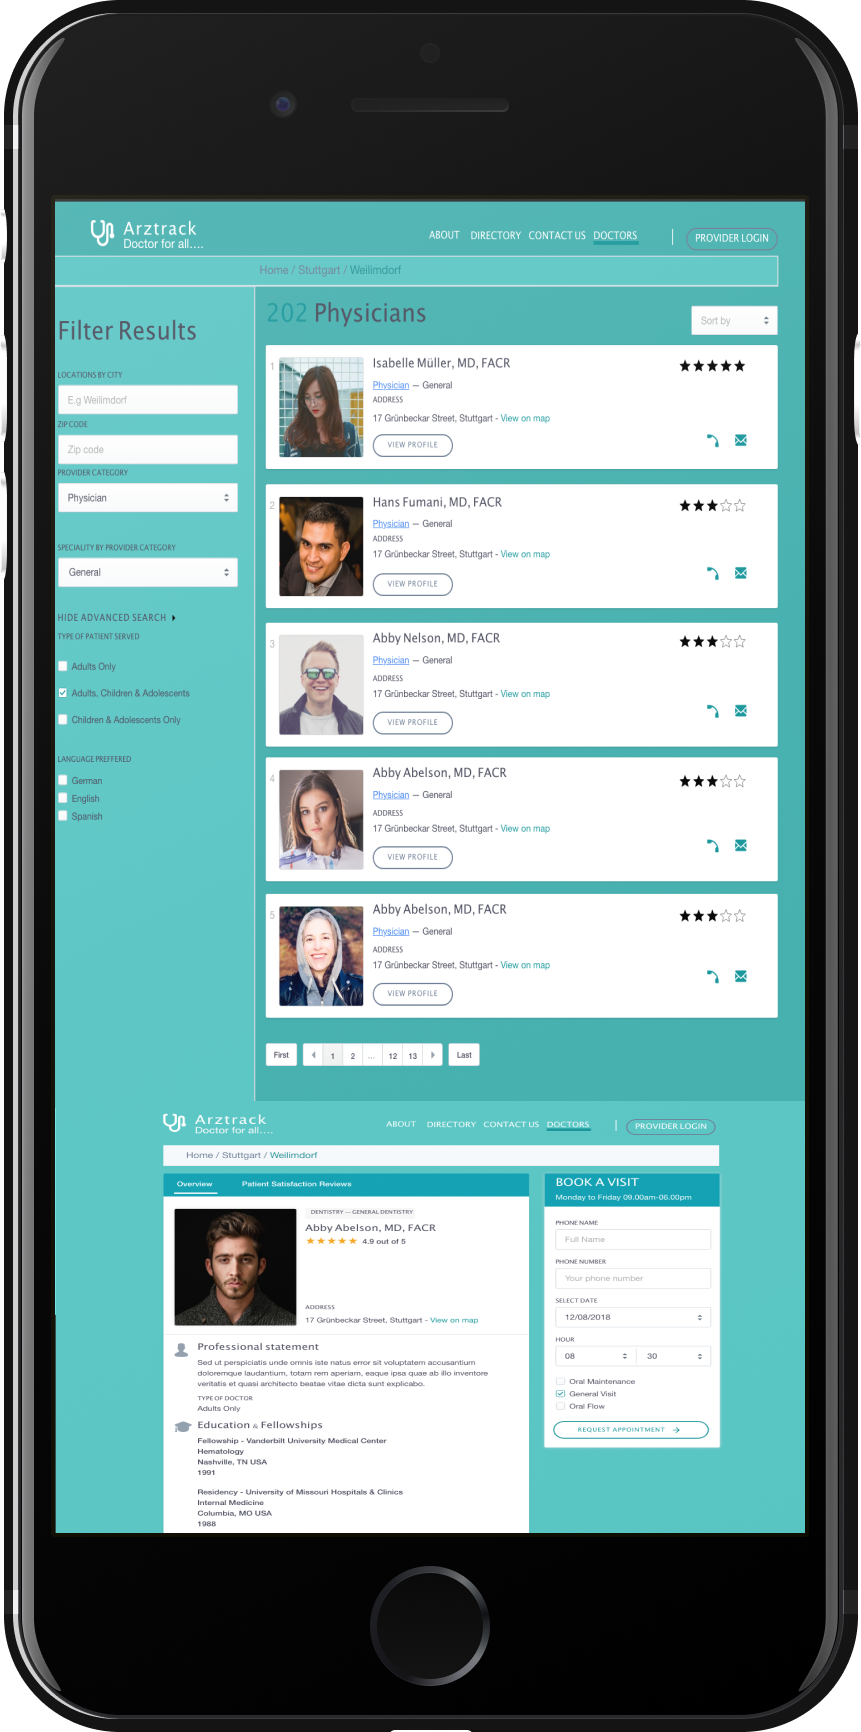 Arztrack
Doctor for all....
ABOUT DIRECTORY CONTACT US DOCTORS PROVIDER LOGIN
Home / Stuttgart / Weilimdorf
Filter Results
LOCATIONS BY CITY
E.g Weilimdorf
ZIP CODE
Zip code
PROVIDER CATEGORY
Physician
SPECIALITY BY PROVIDER CATEGORY
General
HIDE ADVANCED SEARCH
TYPE OF PATIENT SERVED
Adults Only
Adults, Children & Adolescents
Children & Adolescents Only
LANGUAGE PREFFERED
German
English
Spanish
202 Physicians
Sort by
1
Isabelle Müller, MD, FACR
Physician — General
ADDRESS
17 Grünbeckar Street, Stuttgart - View on map
VIEW PROFILE
2
Hans Fumani, MD, FACR
Physician — General
ADDRESS
17 Grünbeckar Street, Stuttgart - View on map
VIEW PROFILE
3
Abby Nelson, MD, FACR
Physician — General
ADDRESS
17 Grünbeckar Street, Stuttgart - View on map
VIEW PROFILE
4
Abby Abelson, MD, FACR
Physician — General
ADDRESS
17 Grünbeckar Street, Stuttgart - View on map
VIEW PROFILE
5
Abby Abelson, MD, FACR
Physician — General
ADDRESS
17 Grünbeckar Street, Stuttgart - View on map
VIEW PROFILE
First 1 2 ... 12 13 Last
Arztrack
Doctor for all....
ABOUT DIRECTORY CONTACT US DOCTORS PROVIDER LOGIN
Home / Stuttgart / Weilimdorf
Overview Patient Satisfaction Reviews
DENTISTRY — GENERAL DENTISTRY
Abby Abelson, MD, FACR
4.9 out of 5
ADDRESS
17 Grünbeckar Street, Stuttgart - View on map
Professional statement
Sed ut perspiciatis unde omnis iste natus error sit voluptatem accusantium
doloremque laudantium, totam rem aperiam, eaque ipsa quae ab illo inventore
veritatis et quasi architecto beatae vitae dicta sunt explicabo.
TYPE OF DOCTOR
Adults Only
Education & Fellowships
Fellowship - Vanderbilt University Medical Center
Hematology
Nashville, TN USA
1991
Residency - University of Missouri Hospitals & Clinics
Internal Medicine
Columbia, MO USA
1988
BOOK A VISIT
Monday to Friday 09.00am-06.00pm
PHONE NAME
Full Name
PHONE NUMBER
Your phone number
SELECT DATE
12/08/2018
HOUR
08 30
Oral Maintenance
General Visit
Oral Flow
REQUEST APPOINTMENT